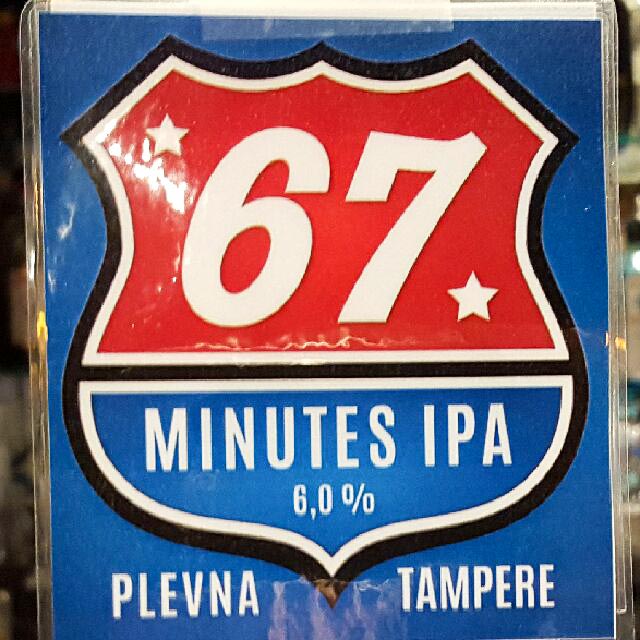 67
MINUTES IPA
6,0 %
PLEVNA TAMPERE